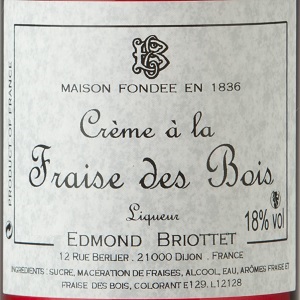 MAISON FONDEE EN 1836
Crème à la
Fraise des Bois
Liqueur
18% vol
EDMOND BRIOTTET
12 RUE BERLIER . 21000 DIJON . FRANCE
INGREDIENTS : SUCRE, MACERATION DE FRAISES, ALCOOL, EAU, AROMES FRAISE ET
FRAISE DES BOIS, COLORANT E129. L12128
PRODUCT OF FRANCE